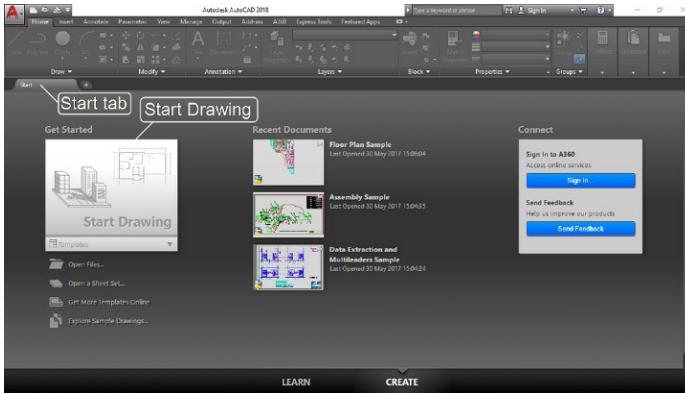 Autodesk AutoCAD 2018
Type a keyword or phrase
Sign In
Home Insert Annotate Parametric View Manage Output Add-ins A360 Express Tools Featured Apps
Draw Modify Annotation Layers Block Properties Groups
Start
Start tab
Start Drawing
Get Started
Start Drawing
Templates
Open Files...
Open a Sheet Set...
Get More Templates Online
Explore Sample Drawings...
Recent Documents
Floor Plan Sample
Last Opened 30 May 2017 15:06:04
Assembly Sample
Last Opened 30 May 2017 15:04:35
Data Extraction and
Multileaders Sample
Last Opened 30 May 2017 15:04:24
Connect
Sign In to A360
Access online services
Sign In...
Send Feedback
Help us improve our products
Send Feedback
LEARN CREATE